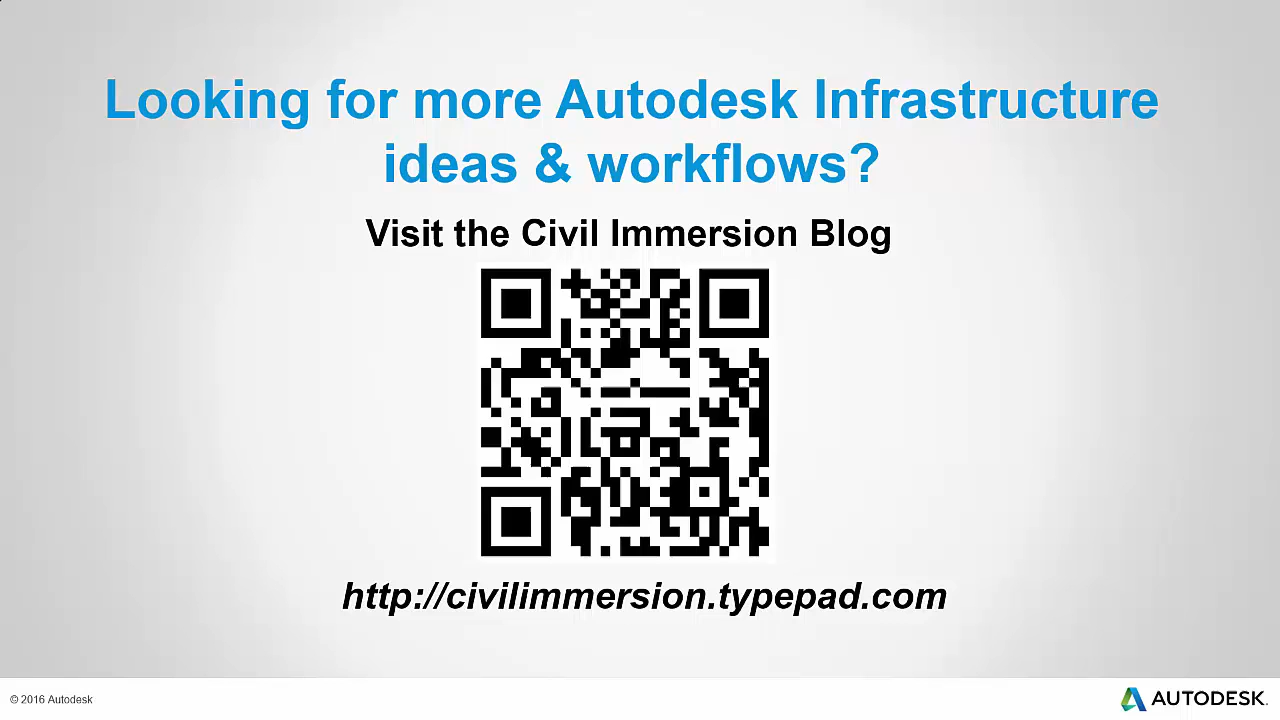 Looking for more Autodesk Infrastructure
ideas & workflows?
Visit the Civil Immersion Blog
http://civilimmersion.typepad.com
© 2016 Autodesk
AUTODESK.